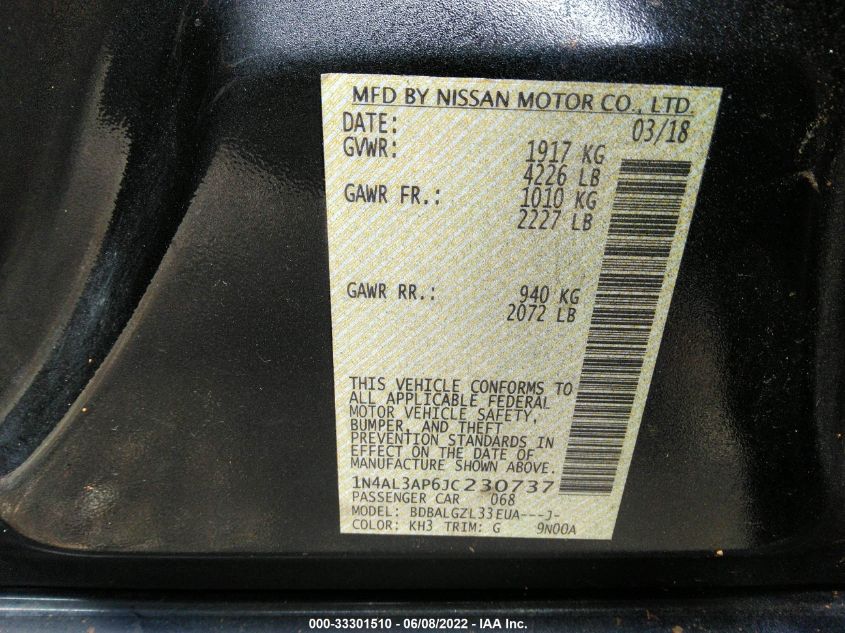 MFD BY NISSAN MOTOR CO., LTD.
DATE: 03/18
GVWR: 1917 KG
4226 LB
GAWR FR.: 1010 KG
2227 LB
GAWR RR.: 940 KG
2072 LB
THIS VEHICLE CONFORMS TO
ALL APPLICABLE FEDERAL
MOTOR VEHICLE SAFETY,
BUMPER, AND THEFT
PREVENTION STANDARDS IN
EFFECT ON THE DATE OF
MANUFACTURE SHOWN ABOVE.
1N4AL3AP6JC230737
PASSENGER CAR 068
MODEL: BDBALGZL33EUA---J-
COLOR: KH3 TRIM: G 9N00A
000-33301510 - 06/08/2022 - IAA Inc.